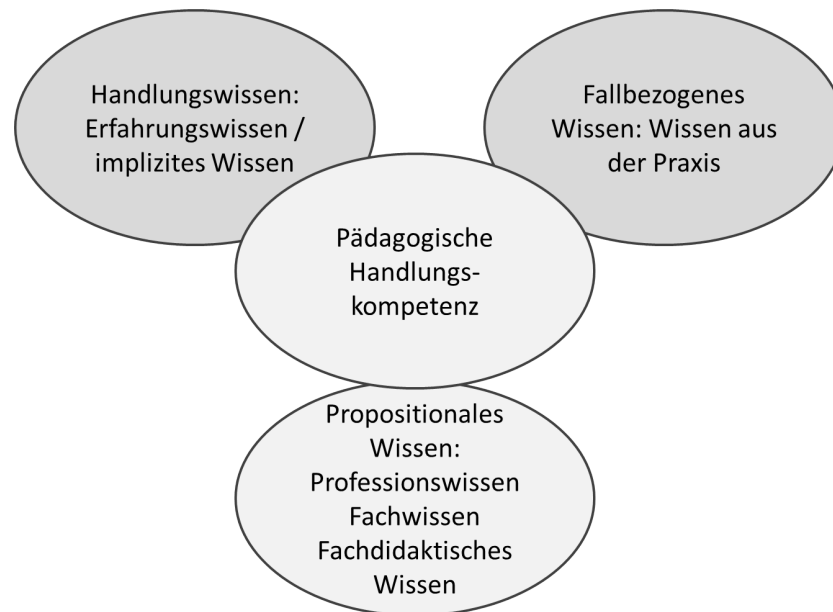 Handlungswissen:
Erfahrungswissen /
implizites Wissen
Fallbezogenes
Wissen: Wissen aus
der Praxis
Pädagogische
Handlungs-
kompetenz
Propositionales
Wissen:
Professionswissen
Fachwissen
Fachdidaktisches
Wissen